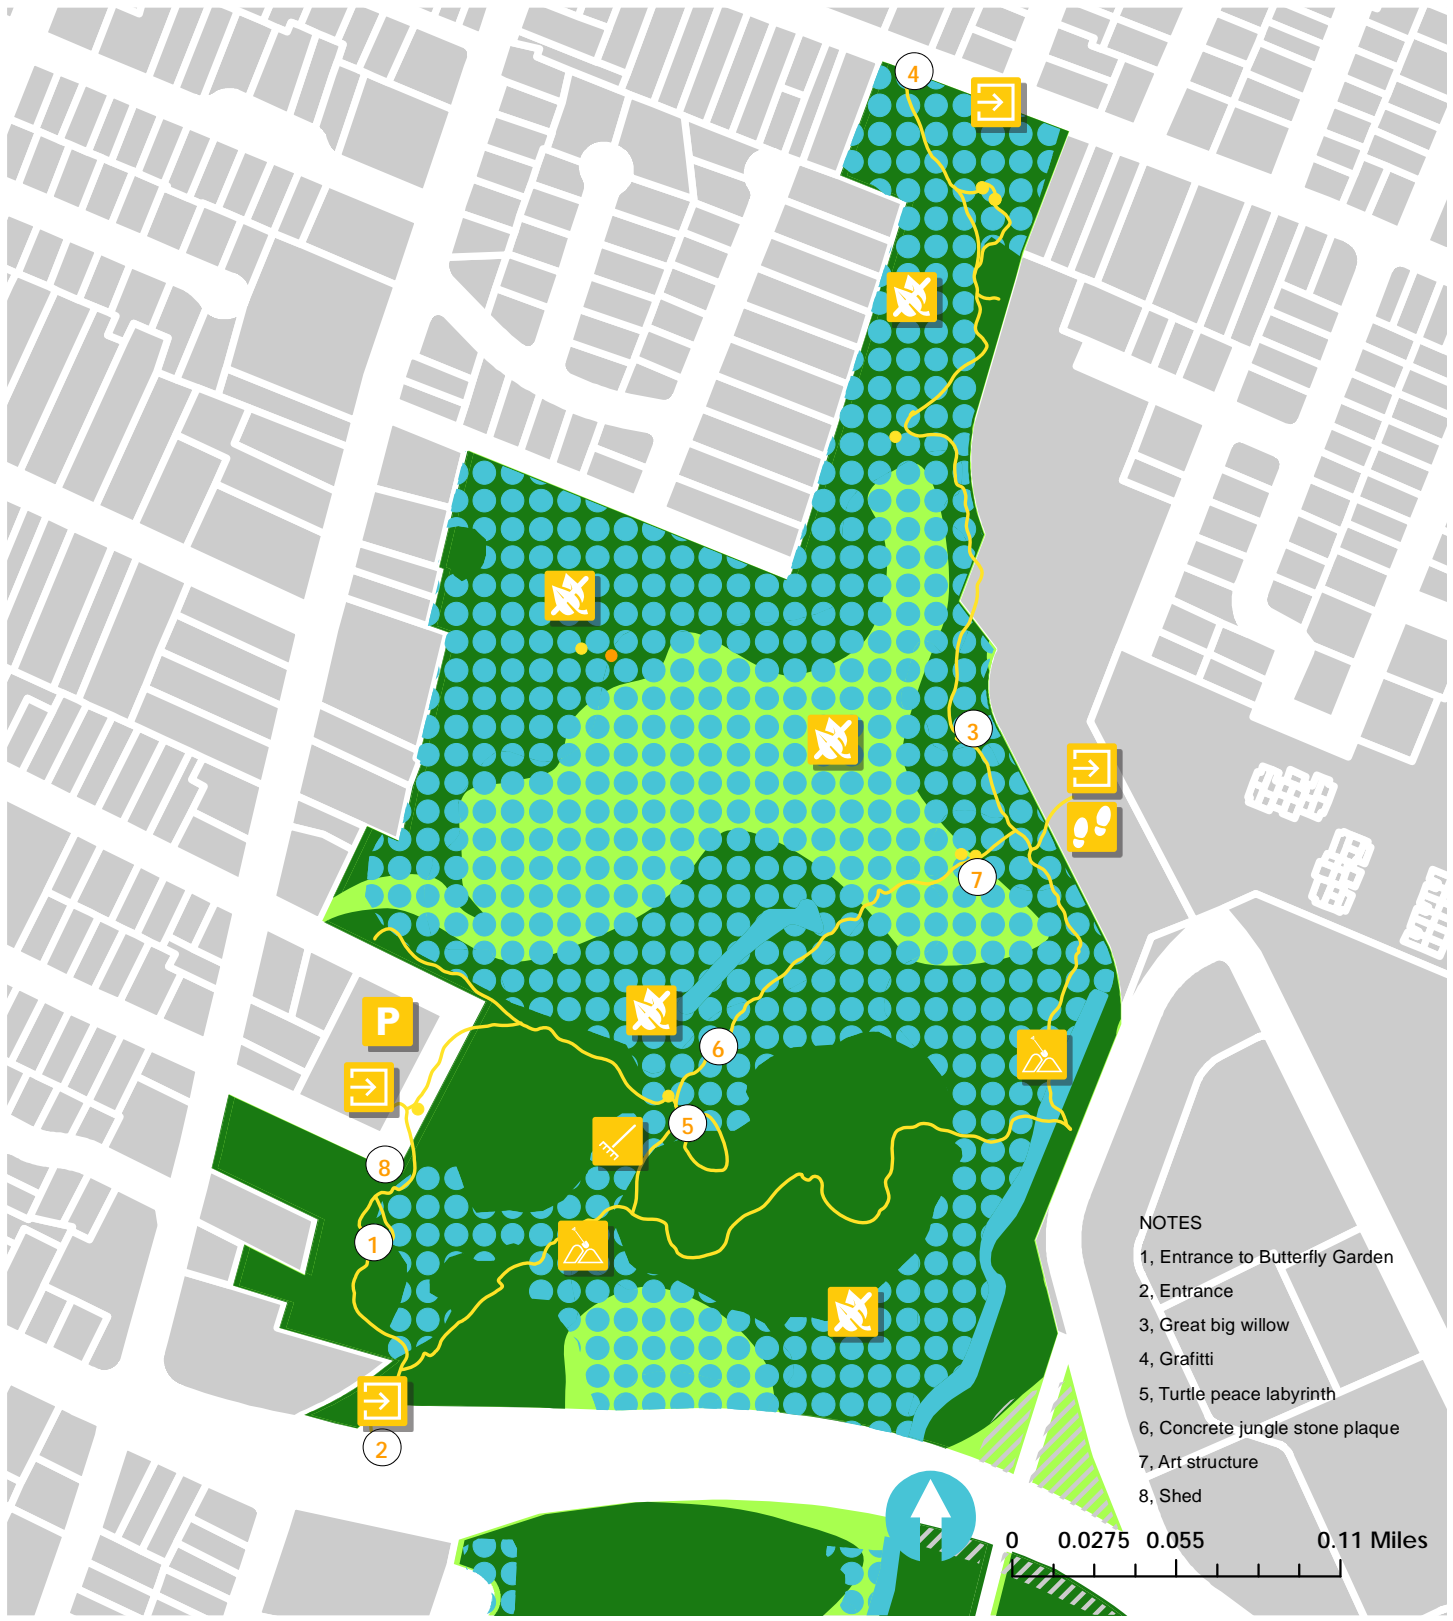 4
3
7
P
6
5
8
1
2
NOTES
1, Entrance to Butterfly Garden
2, Entrance
3, Great big willow
4, Grafitti
5, Turtle peace labyrinth
6, Concrete jungle stone plaque
7, Art structure
8, Shed
0 0.0275 0.055 0.11 Miles